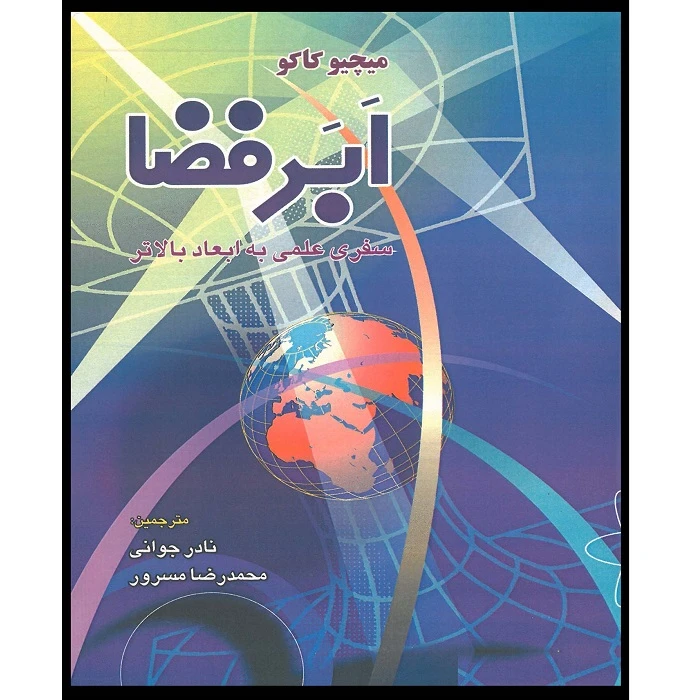 میچیو کاکو
اَبَرفضا
سفری علمی به ابعاد بالاتر
مترجمین:
نادر جوانی
محمدرضا مسرور